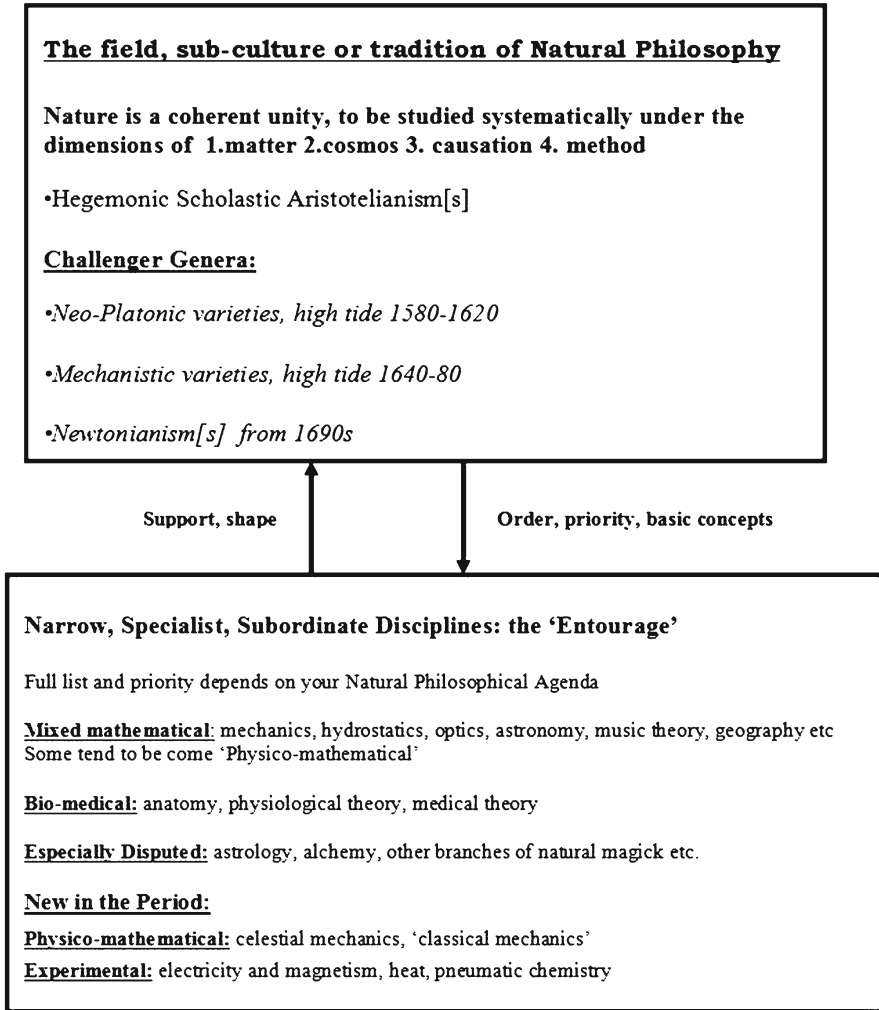 The field, sub-culture or tradition of Natural Philosophy
Nature is a coherent unity, to be studied systematically under the
dimensions of 1.matter 2.cosmos 3. causation 4. method
•Hegemonic Scholastic Aristotelianism[s]
Challenger Genera:
•Neo-Platonic varieties, high tide 1580-1620
•Mechanistic varieties, high tide 1640-80
•Newtonianism[s] from 1690s
Support, shape
Order, priority, basic concepts
Narrow, Specialist, Subordinate Disciplines: the ‘Entourage’
Full list and priority depends on your Natural Philosophical Agenda
Mixed mathematical: mechanics, hydrostatics, optics, astronomy, music theory, geography etc
Some tend to be come ‘Physico-mathematical’
Bio-medical: anatomy, physiological theory, medical theory
Especially Disputed: astrology, alchemy, other branches of natural magick etc.
New in the Period:
Physico-mathematical: celestial mechanics, ‘classical mechanics’
Experimental: electricity and magnetism, heat, pneumatic chemistry